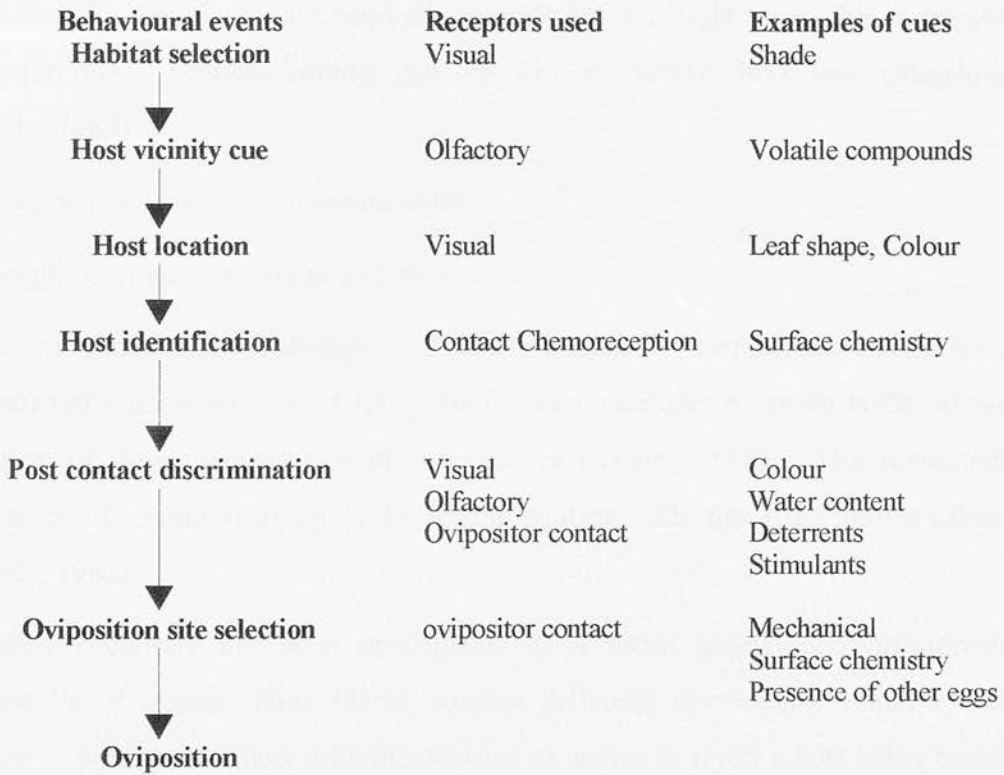 Behavioural events Receptors used Examples of cues
Habitat selection Visual Shade
Host vicinity cue Olfactory Volatile compounds
Host location Visual Leaf shape, Colour
Host identification Contact Chemoreception Surface chemistry
Post contact discrimination Visual Colour
Olfactory Water content
Ovipositor contact Deterrents
Stimulants
Oviposition site selection ovipositor contact Mechanical
Surface chemistry
Presence of other eggs
Oviposition